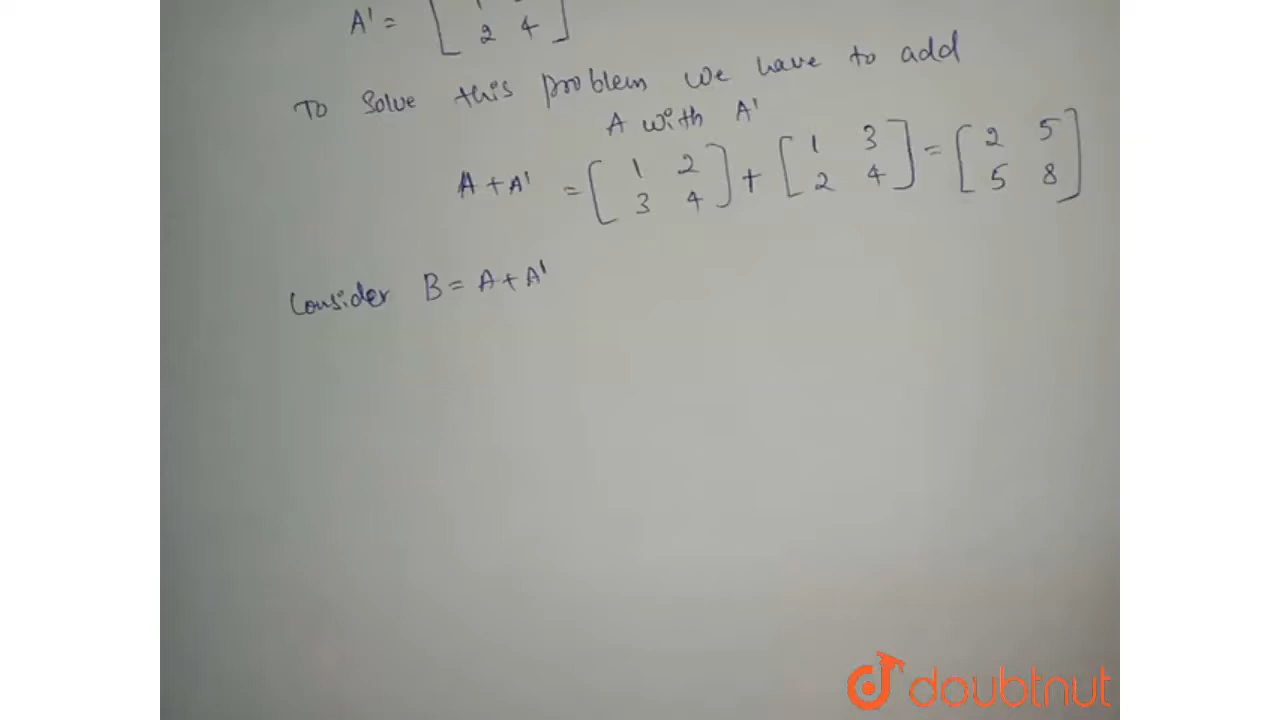 A' = [ 2 4 ]
To solve this problem we have to add
A with A'
A + A' = [ 1 2 3 4 ] + [ 1 3 2 4 ] = [ 2 5 5 8 ]
Consider B = A + A'
doubtnut